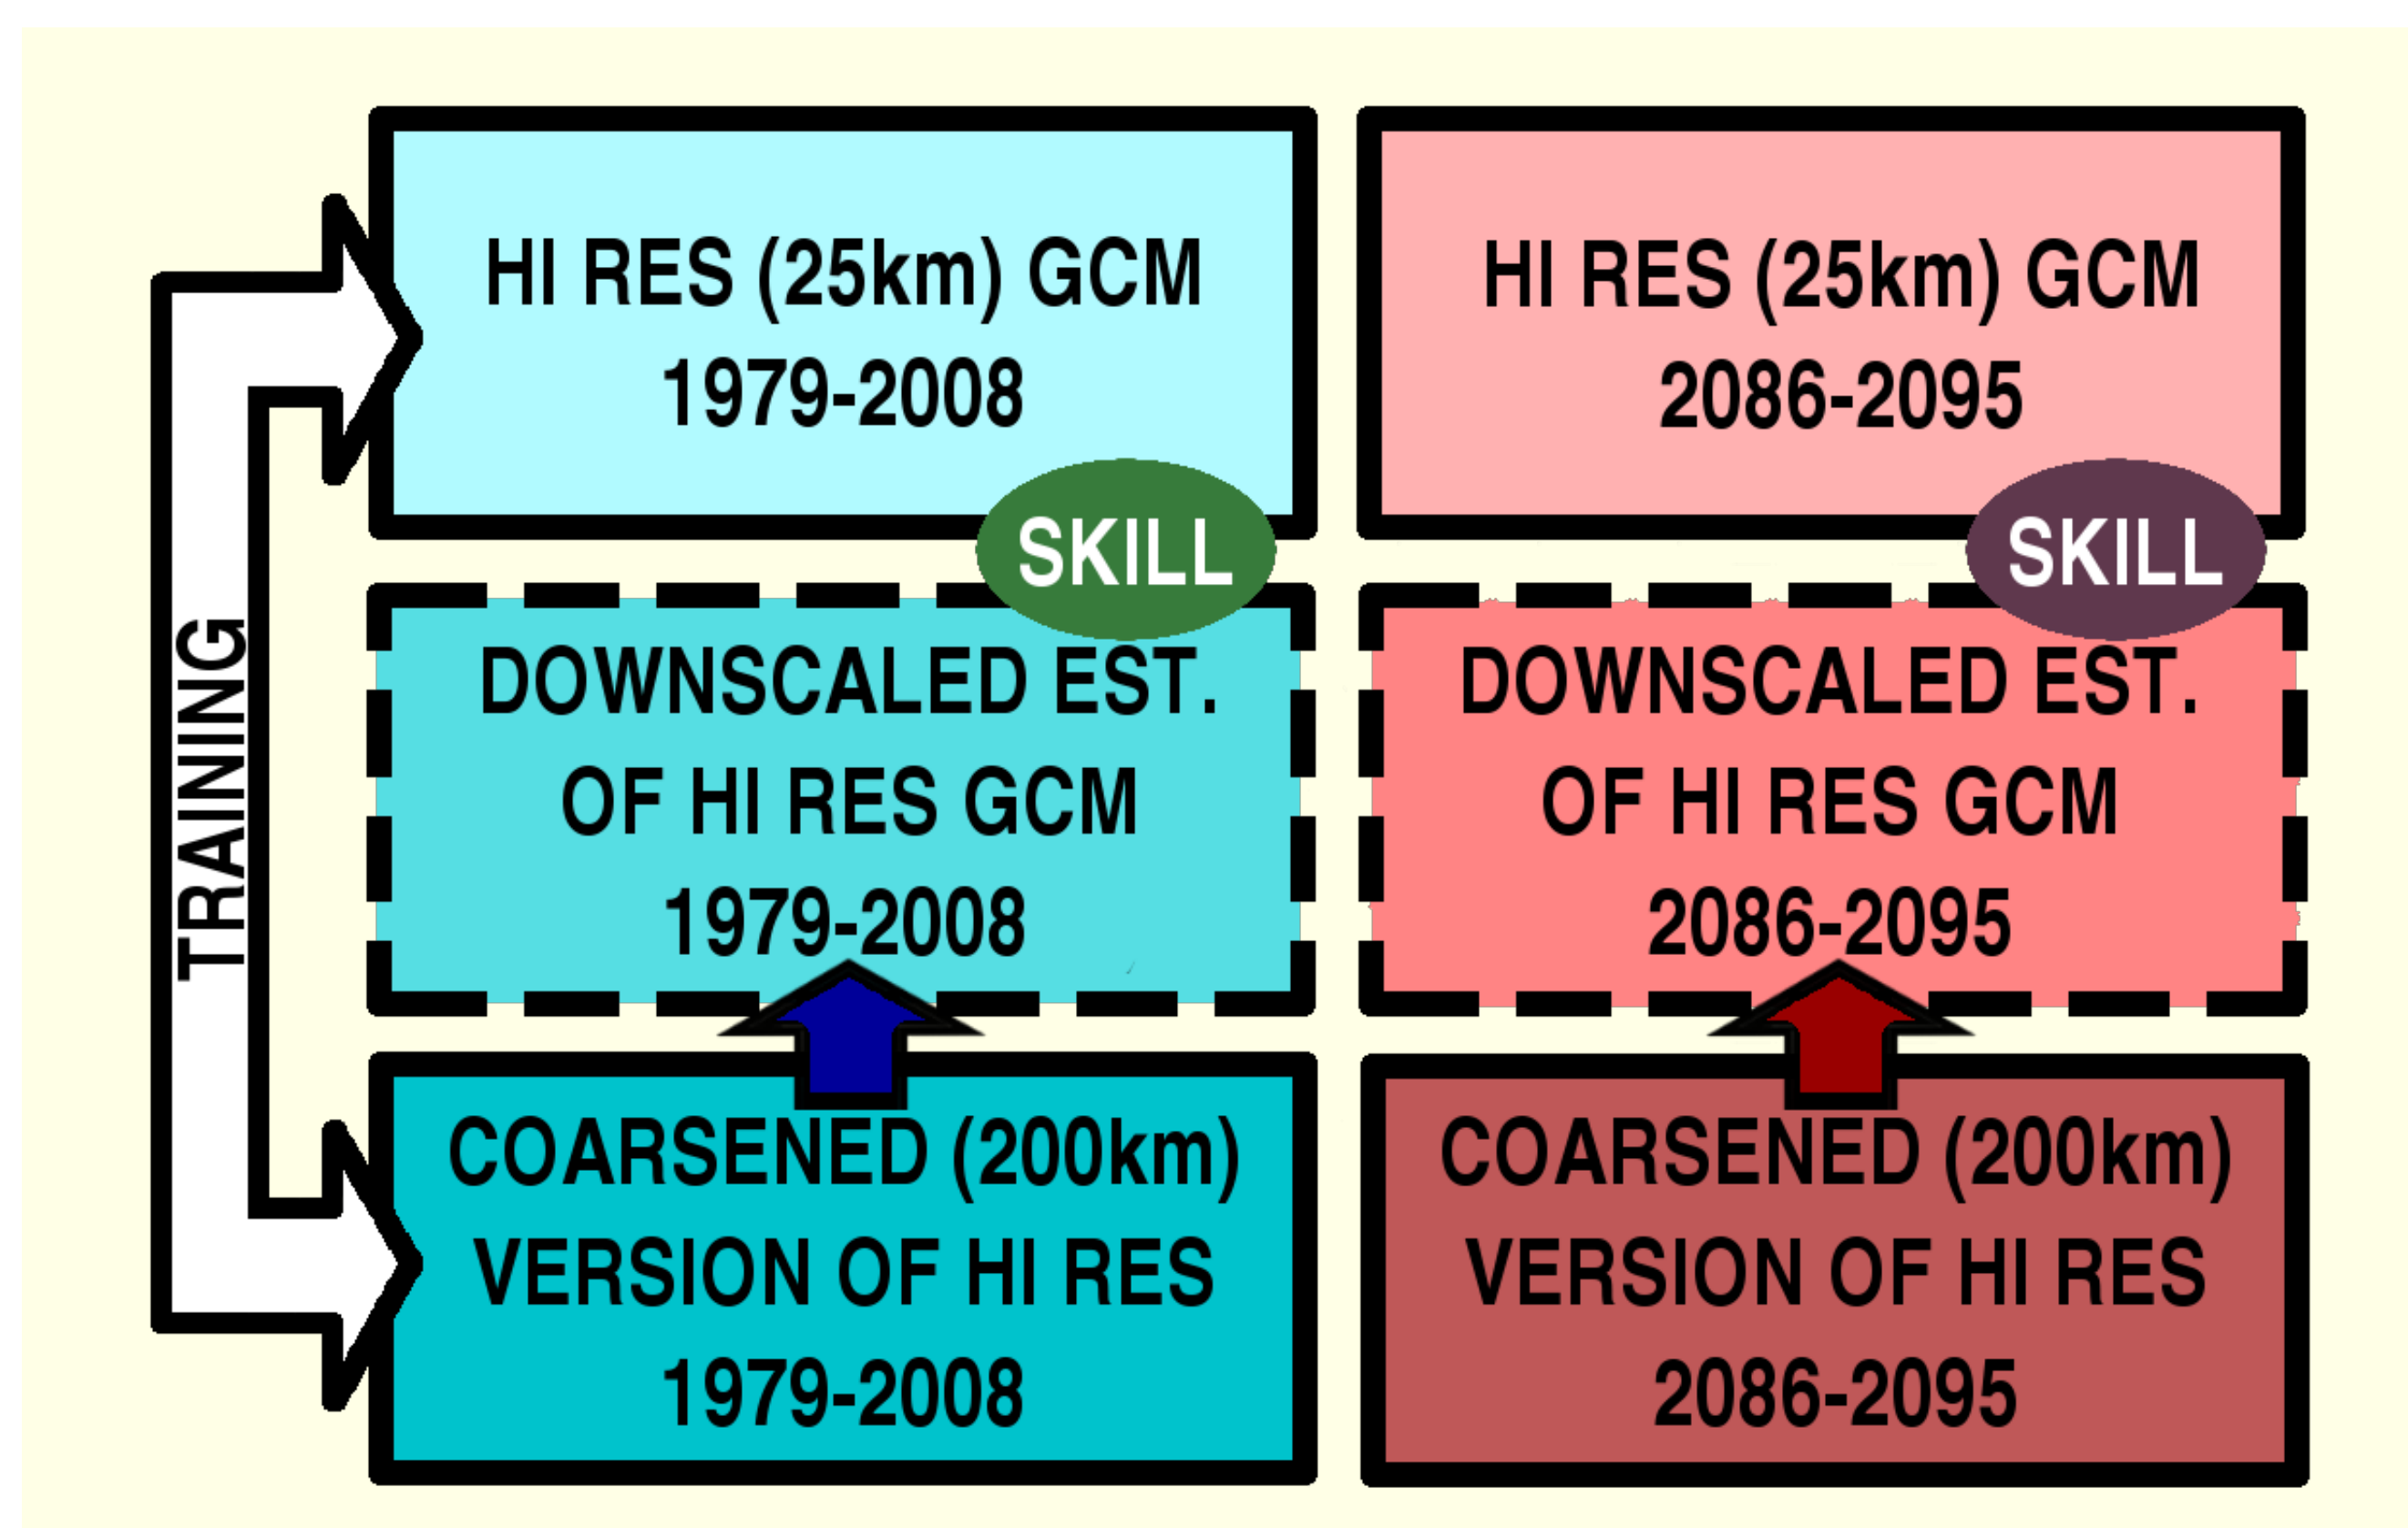 TRAINING
HI RES (25km) GCM
1979-2008
SKILL
DOWNSCALED EST.
OF HI RES GCM
1979-2008
COARSENED (200km)
VERSION OF HI RES
1979-2008
HI RES (25km) GCM
2086-2095
SKILL
DOWNSCALED EST.
OF HI RES GCM
2086-2095
COARSENED (200km)
VERSION OF HI RES
2086-2095